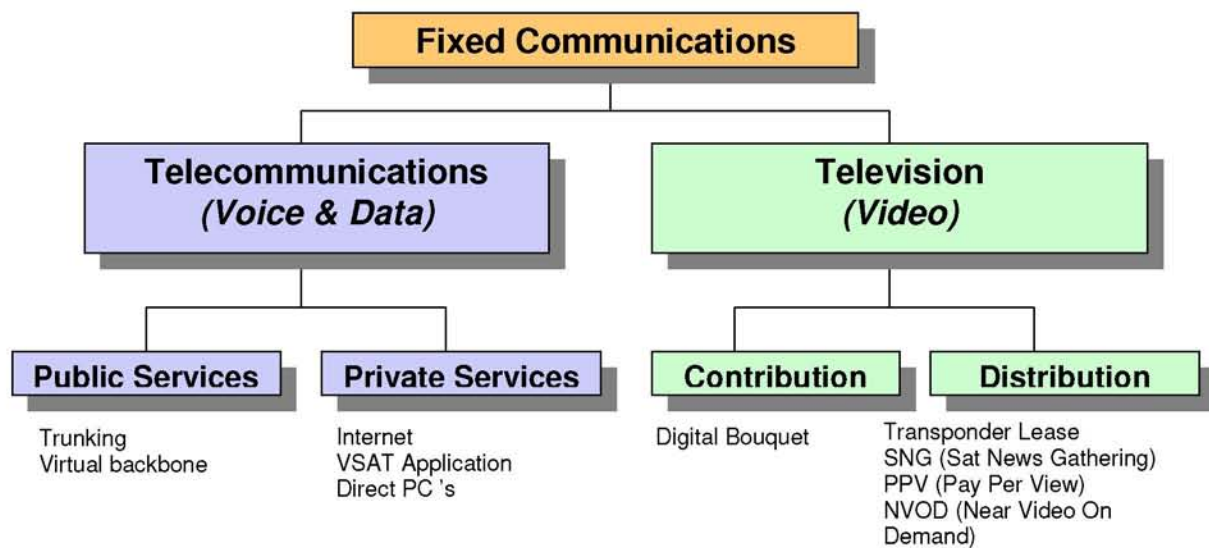 Fixed Communications
Telecommunications
(Voice & Data)
Television
(Video)
Public Services
Private Services
Contribution
Distribution
Trunking
Virtual backbone
Internet
VSAT Application
Direct PC 's
Digital Bouquet
Transponder Lease
SNG (Sat News Gathering)
PPV (Pay Per View)
NVOD (Near Video On
Demand)